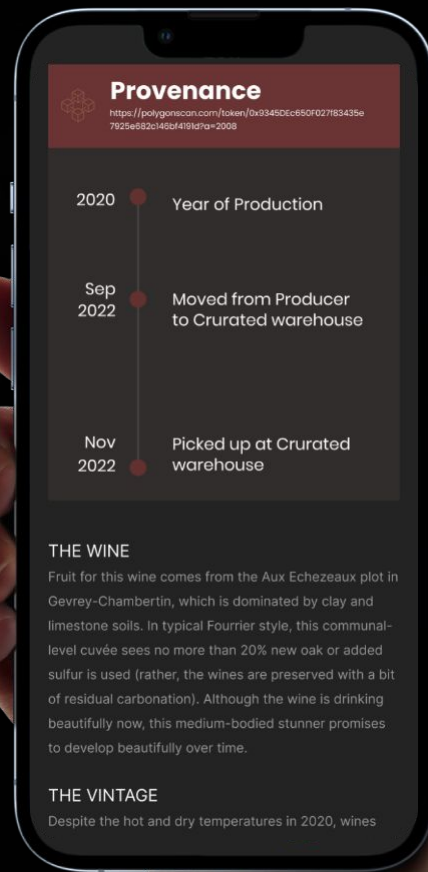 Provenance
https://polygonscan.com/token/0x9345DEc650F027f83435e
7925e682c146bf4191d?a=2008
2020
Year of Production
Sep
2022
Moved from Producer
to Crurated warehouse
Nov
2022
Picked up at Crurated
warehouse
THE WINE
Fruit for this wine comes from the Aux Echezeaux plot in
Gevrey-Chambertin, which is dominated by clay and
limestone soils. In typical Fourrier style, this communal-
level cuvée sees no more than 20% new oak or added
sulfur is used (rather, the wines are preserved with a bit
of residual carbonation). Although the wine is drinking
beautifully now, this medium-bodied stunner promises
to develop beautifully over time.
THE VINTAGE
Despite the hot and dry temperatures in 2020, wines